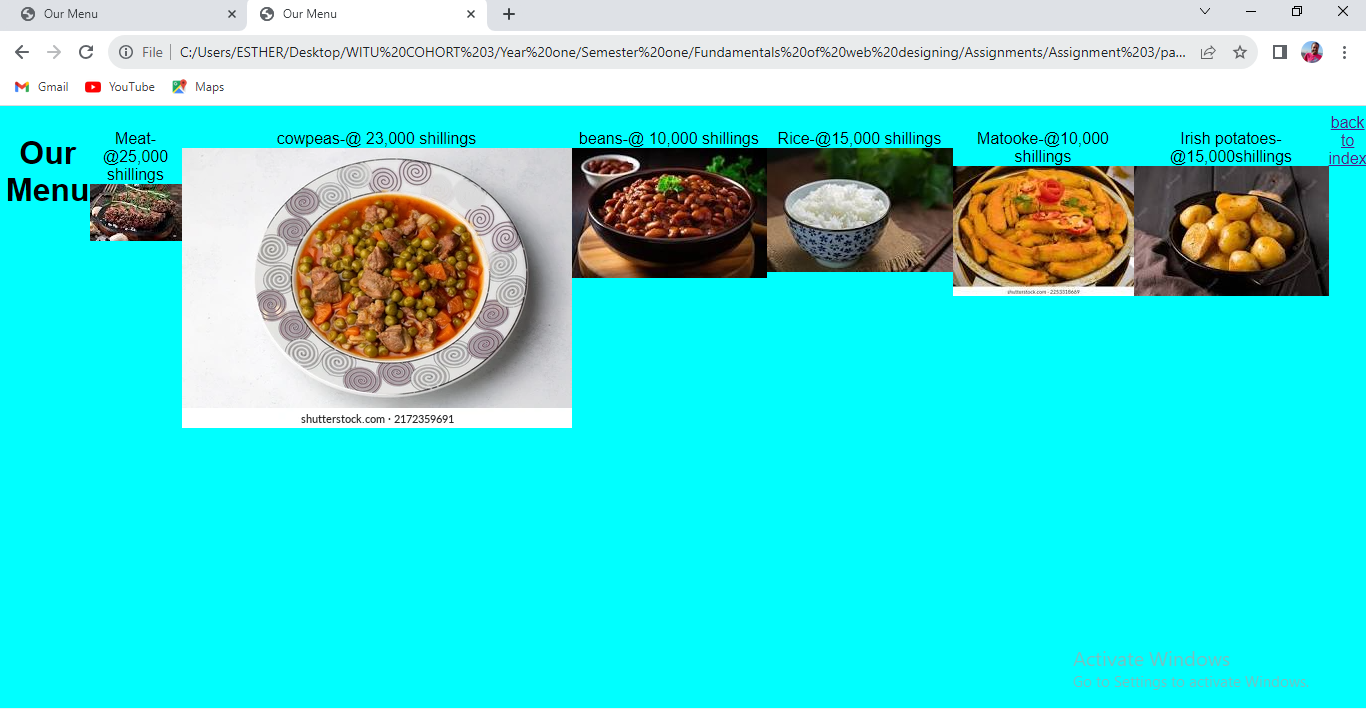 Our Menu
Our Menu
File
C:/Users/ESTHER/Desktop/WITU%20COHORT%203/Year%20one/Semester%20one/Fundamentals%20of%20web%20designing/Assignments/Assignment%203/pa...
Gmail
YouTube
Maps
Our
Menu
Meat-
@25,000
shillings
cowpeas-@ 23,000 shillings
shutterstock.com · 2172359691
beans-@ 10,000 shillings
Rice-@15,000 shillings
Matooke-@10,000
shillings
shutterstock.com · 2253518669
Irish potatoes-
@15,000shillings
back
to
index
Activate Windows
Go to Settings to activate Windows.